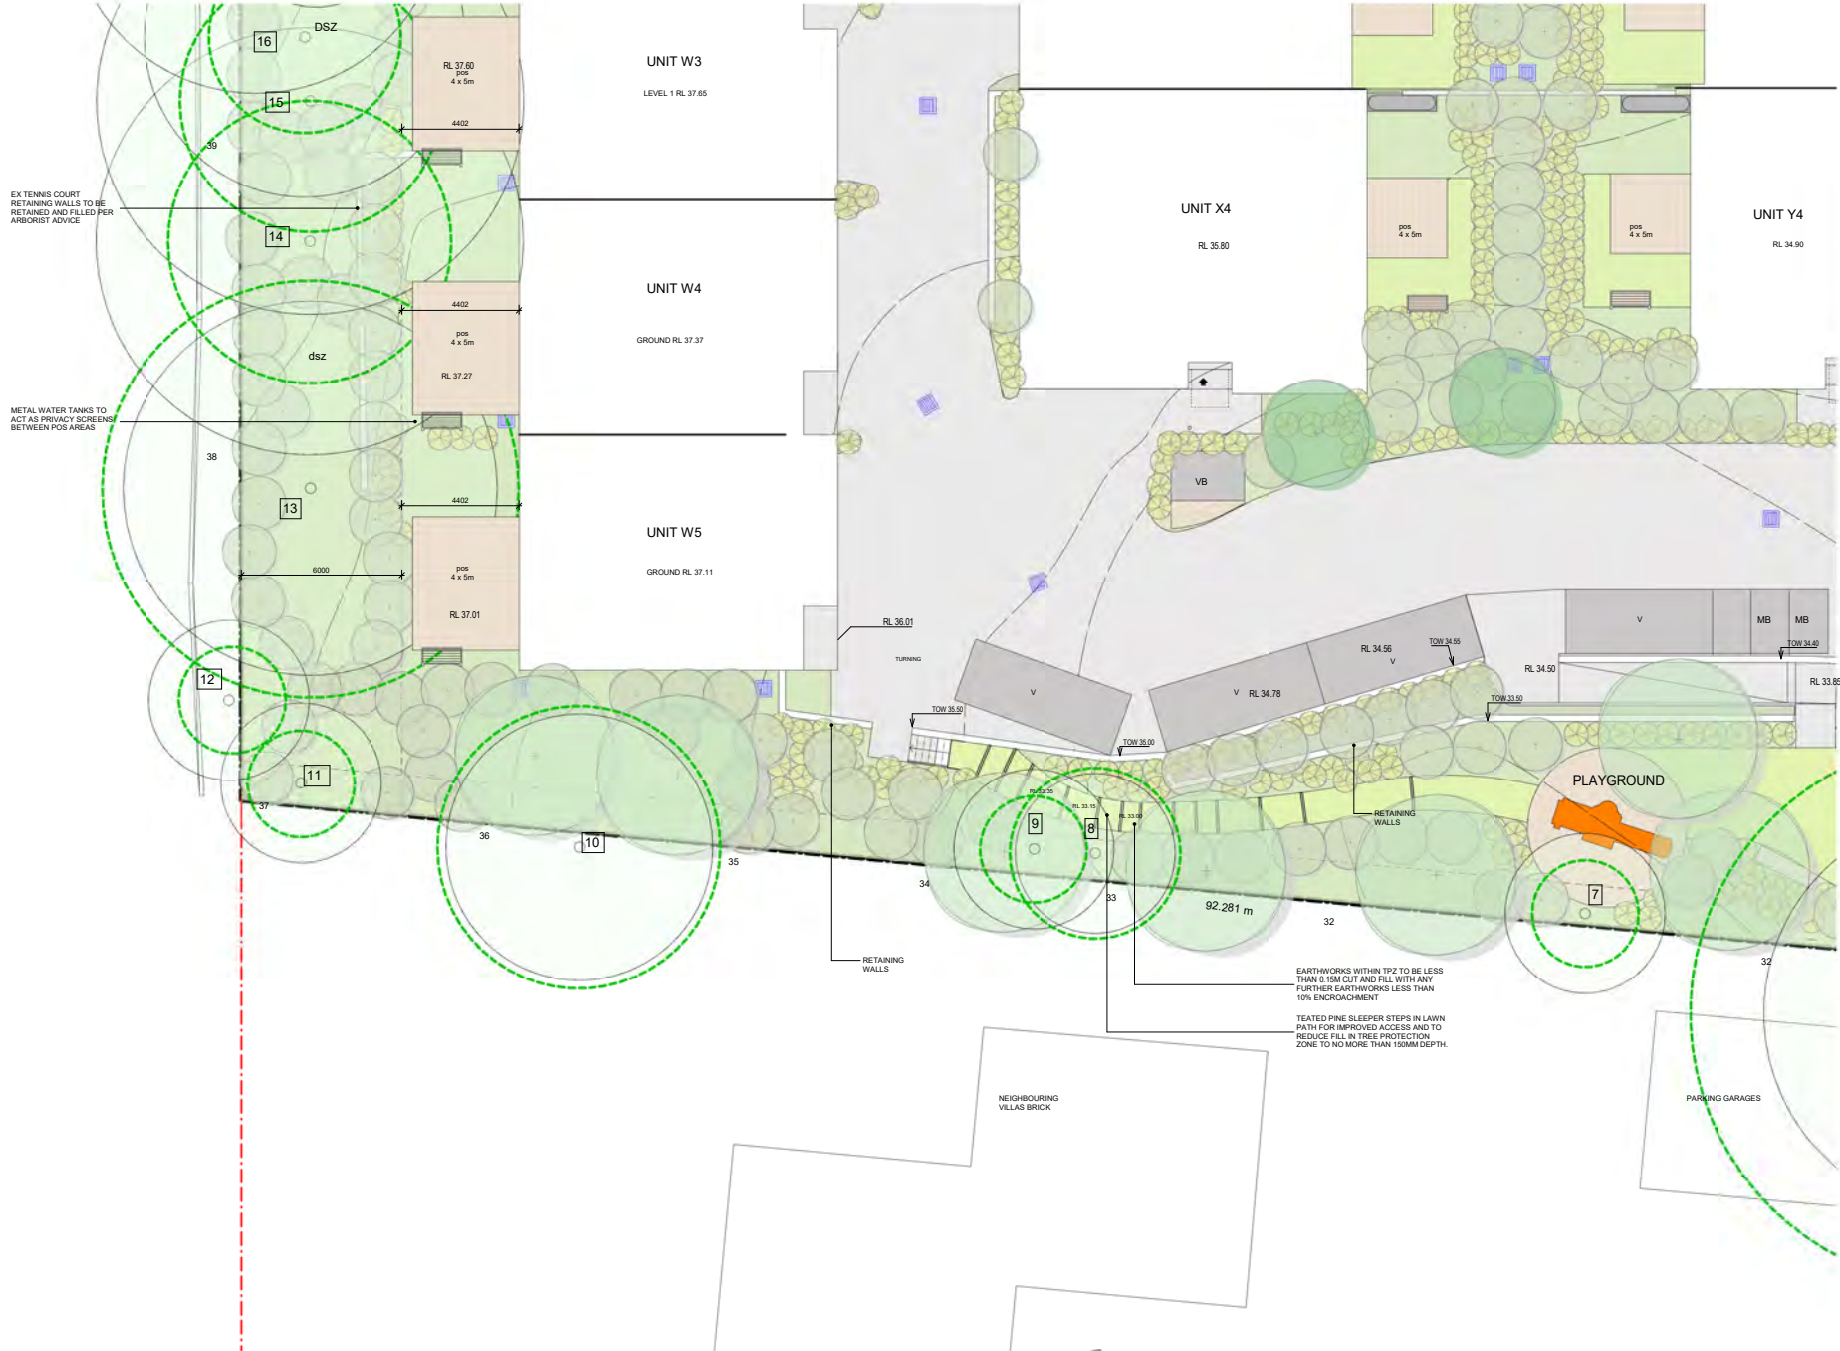 16
DSZ
RL 37.60
pos
4 x 5m
UNIT W3
LEVEL 1 RL 37.65
15
4402
39
EX TENNIS COURT
RETAINING WALLS TO BE
RETAINED AND FILLED PER
ARBORIST ADVICE
14
UNIT X4
RL 35.80
pos
4 x 5m
pos
4 x 5m
UNIT Y4
RL 34.90
4402
UNIT W4
GROUND RL 37.37
pos
4 x 5m
RL 37.27
dsz
METAL WATER TANKS TO
ACT AS PRIVACY SCREENS
BETWEEN POS AREAS
38
13
4402
VB
UNIT W5
GROUND RL 37.11
6000
pos
4 x 5m
RL 37.01
RL 36.01
TURNING
V
V
RL 34.78
RL 34.56
V
TOW 34.55
V
MB
MB
TOW 34.40
RL 34.50
RL 33.85
TOW 33.50
TOW 35.50
TOW 35.00
12
11
37
36
10
35
34
9
8
RL 33.35
RL 33.15
RL 33.00
33
PLAYGROUND
RETAINING
WALLS
7
92.281 m
32
32
RETAINING
WALLS
EARTHWORKS WITHIN TPZ TO BE LESS
THAN 0.15M CUT AND FILL WITH ANY
FURTHER EARTHWORKS LESS THAN
10% ENCROACHMENT
TEATED PINE SLEEPER STEPS IN LAWN
PATH FOR IMPROVED ACCESS AND TO
REDUCE FILL IN TREE PROTECTION
ZONE TO NO MORE THAN 150MM DEPTH.
NEIGHBOURING
VILLAS BRICK
PARKING GARAGES